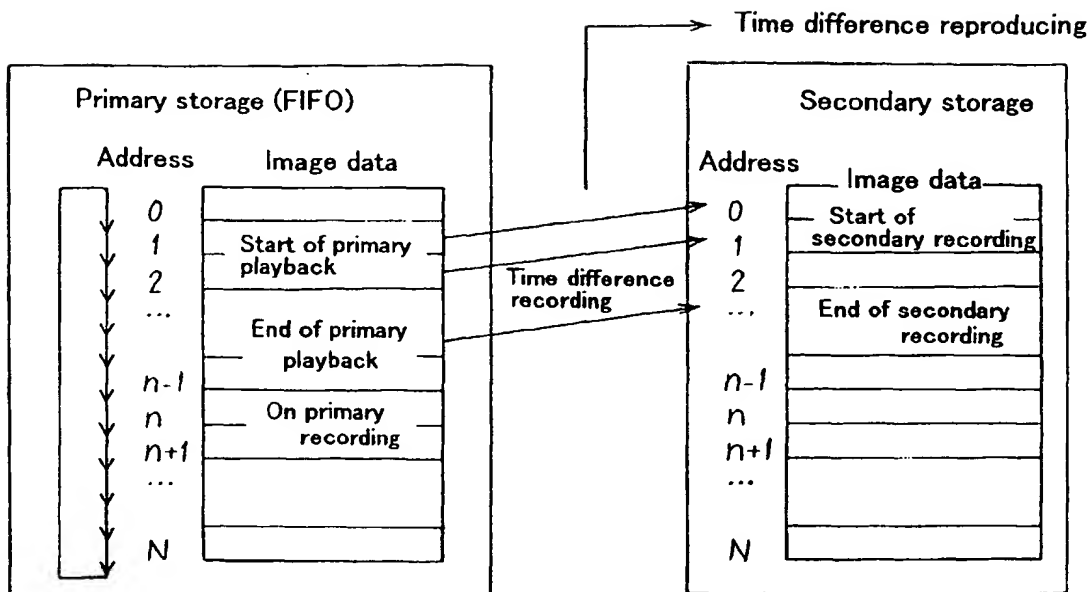 Time difference reproducing
Primary storage (FIFO)
Address
Image data
0
1
2
...
n-1
n
n+1
...
N
Start of primary
playback
End of primary
playback
On primary
recording
Time difference
recording
Secondary storage
Address
Image data
0
1
2
...
n-1
n
n+1
...
N
Start of
secondary recording
End of secondary
recording